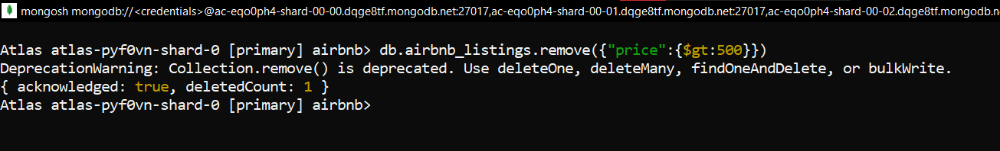 mongosh mongodb://<credentials>@ac-eqo0ph4-shard-00-00.dqge8tf.mongodb.net:27017,ac-eqo0ph4-shard-00-01.dqge8tf.mongodb.net:27017,ac-eqo0ph4-shard-00-02.dqge8tf.mongodb.n
Atlas atlas-pyf0vn-shard-0 [primary] airbnb> db.airbnb_listings.remove({"price":{$gt:500}})
DeprecationWarning: Collection.remove() is deprecated. Use deleteOne, deleteMany, findOneAndDelete, or bulkWrite.
{ acknowledged: true, deletedCount: 1 }
Atlas atlas-pyf0vn-shard-0 [primary] airbnb>